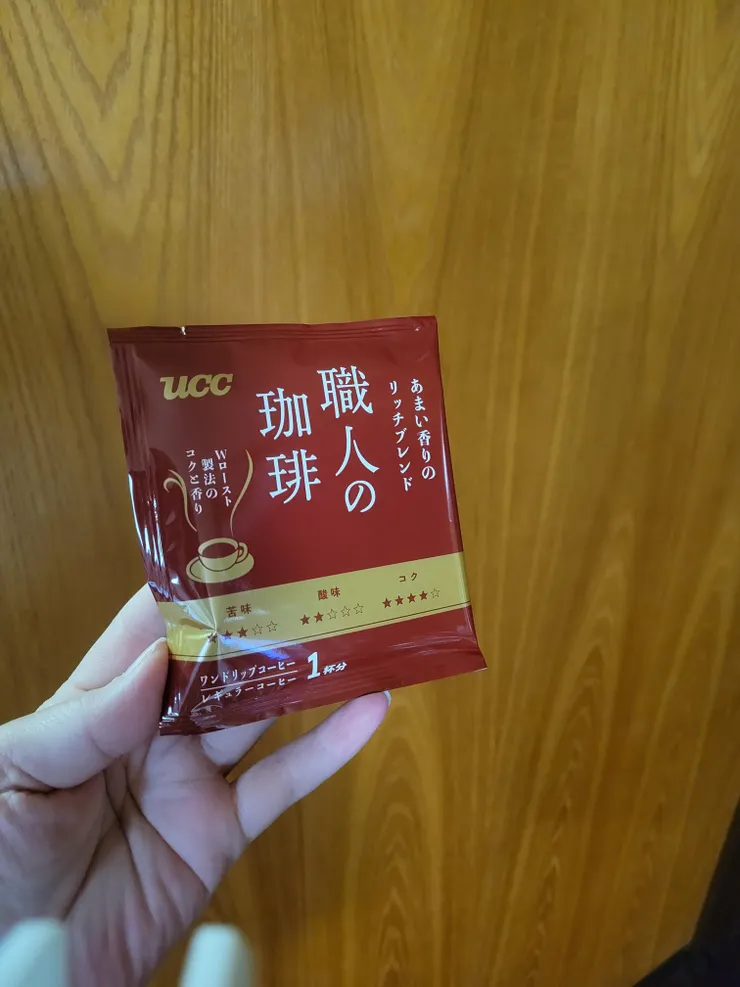 UCC
あまい香りの
リッチブレンド
職人の
珈琲
Wロースト
製法の
コクと香り
苦味
★★★☆☆
酸味
★★☆☆☆
コク
★★★★☆
ワンドリップコーヒー
レギュラーコーヒー
1杯分